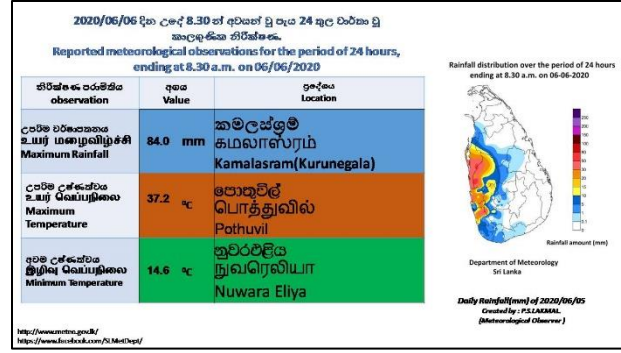 2020/06/06 දින උදේ 8.30 න් අවසන් වූ පැය 24 තුල වාර්තා වූ
කාලගුණික නිරීක්ෂණ.
Reported meteorological observations for the period of 24 hours,
ending at 8.30 a.m. on 06/06/2020
නිරීක්ෂණ පරාමිතිය
observation
අගය
Value
ප්‍රදේශය
Location
උපරිම වර්ෂාපතනය
உயர் மழைவீழ்ச்சி
Maximum Rainfall
84.0 mm
කමලස්ශ්‍රම්
கமலாஸ்ரம்
Kamalasram(Kurunegala)
උපරිම උෂ්ණත්වය
உயர் வெப்பநிலை
Maximum
Temperature
37.2 ℃
පොතුවිල්
பொத்துவில்
Pothuvil
අවම උෂ්ණත්වය
இழிவு வெப்பநிலை
Minimum Temperature
14.6 ℃
නුවරඑළිය
நுவரெலியா
Nuwara Eliya
http://www.meteo.gov.lk/
https://www.facebook.com/SLMetDept/
Rainfall distribution over the period of 24 hours
ending at 8.30 a.m. on 06-06-2020
Rainfall amount (mm)
Department of Meteorology
Sri Lanka
Daily Rainfall(mm) of 2020/06/05
Created by : P.S.LAKMAL.
(Meteorological Observer )